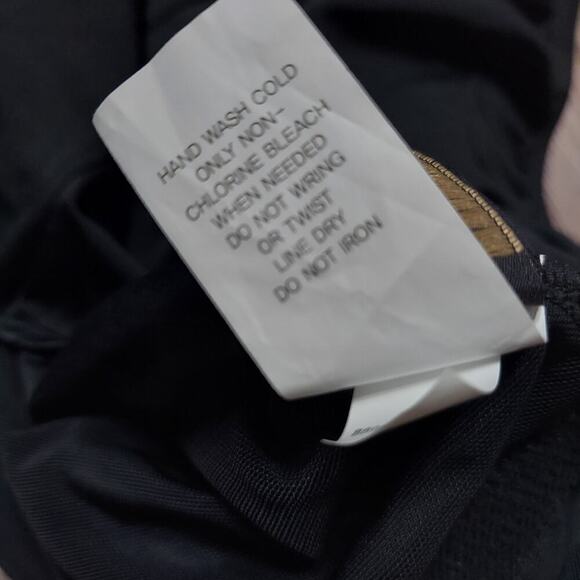 HAND WASH COLD
ONLY NON-
CHLORINE BLEACH
WHEN NEEDED
DO NOT WRING
OR TWIST
LINE DRY
DO NOT IRON